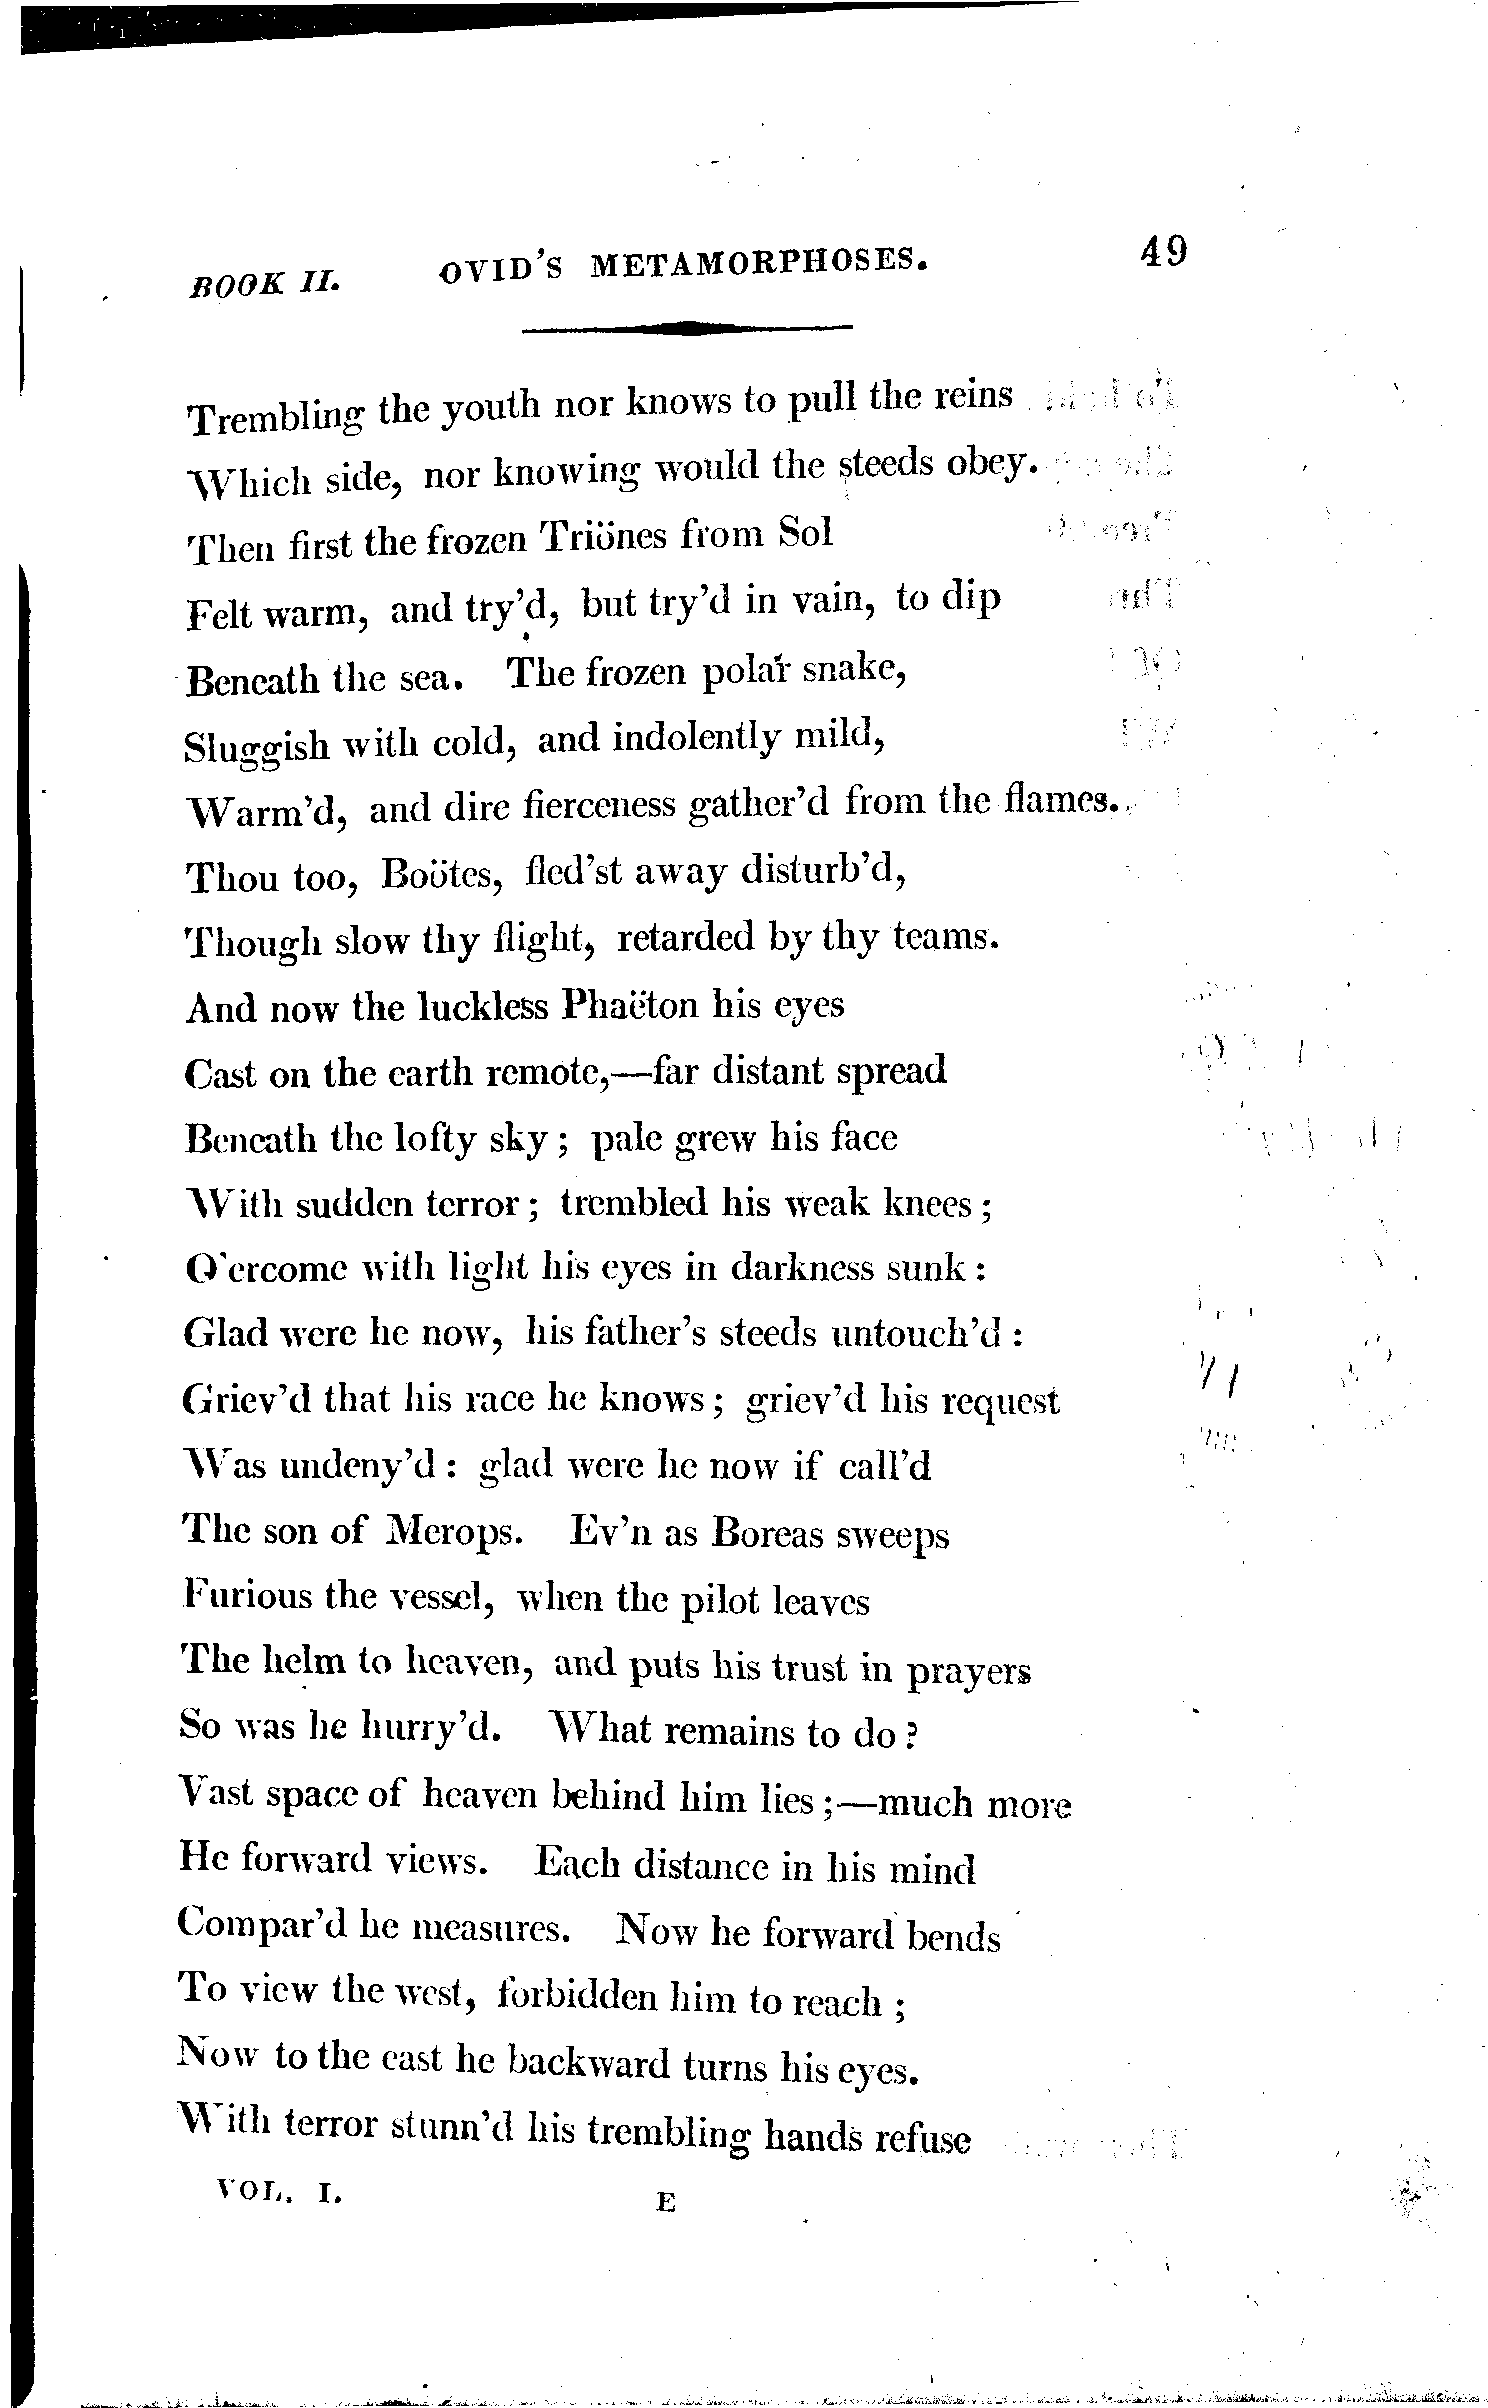 BOOK II. OVID'S METAMORPHOSES. 49
Trembling the youth nor knows to pull the reins
Which side, nor knowing would the steeds obey.
Then first the frozen Triönes from Sol
Felt warm, and try'd, but try'd in vain, to dip
Beneath the sea. The frozen polar snake,
Sluggish with cold, and indolently mild,
Warm'd, and dire fierceness gather'd from the flames.
Thou too, Boötes, fled'st away disturb'd,
Though slow thy flight, retarded by thy teams.
And now the luckless Phaëton his eyes
Cast on the earth remote,—far distant spread
Beneath the lofty sky; pale grew his face
With sudden terror; trembled his weak knees;
O'ercome with light his eyes in darkness sunk:
Glad were he now, his father's steeds untouch'd:
Griev'd that his race he knows; griev'd his request
Was undeny'd: glad were he now if call'd
The son of Merops. Ev'n as Boreas sweeps
Furious the vessel, when the pilot leaves
The helm to heaven, and puts his trust in prayers
So was he hurry'd. What remains to do?
Vast space of heaven behind him lies;—much more
He forward views. Each distance in his mind
Compar'd he measures. Now he forward bends
To view the west, forbidden him to reach;
Now to the east he backward turns his eyes.
With terror stunn'd his trembling hands refuse
VOL. I. E